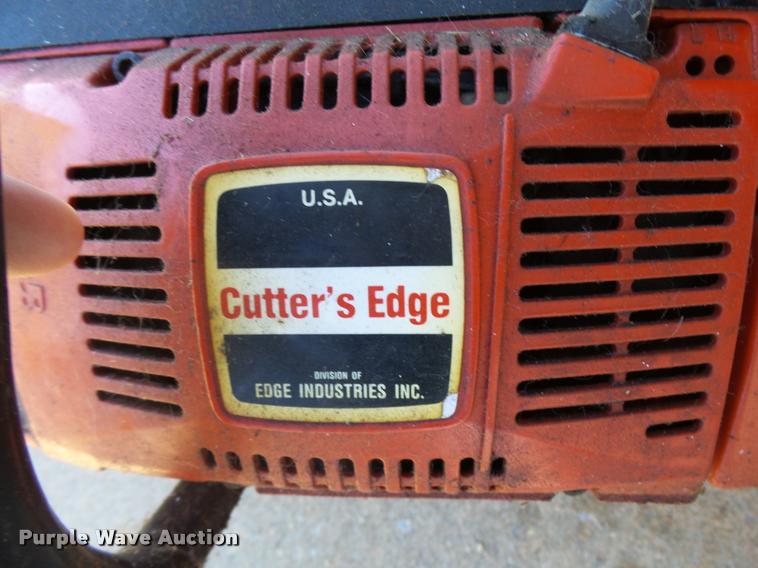 U.S.A.
Cutter's Edge
DIVISION OF
EDGE INDUSTRIES INC.
Purple Wave Auction